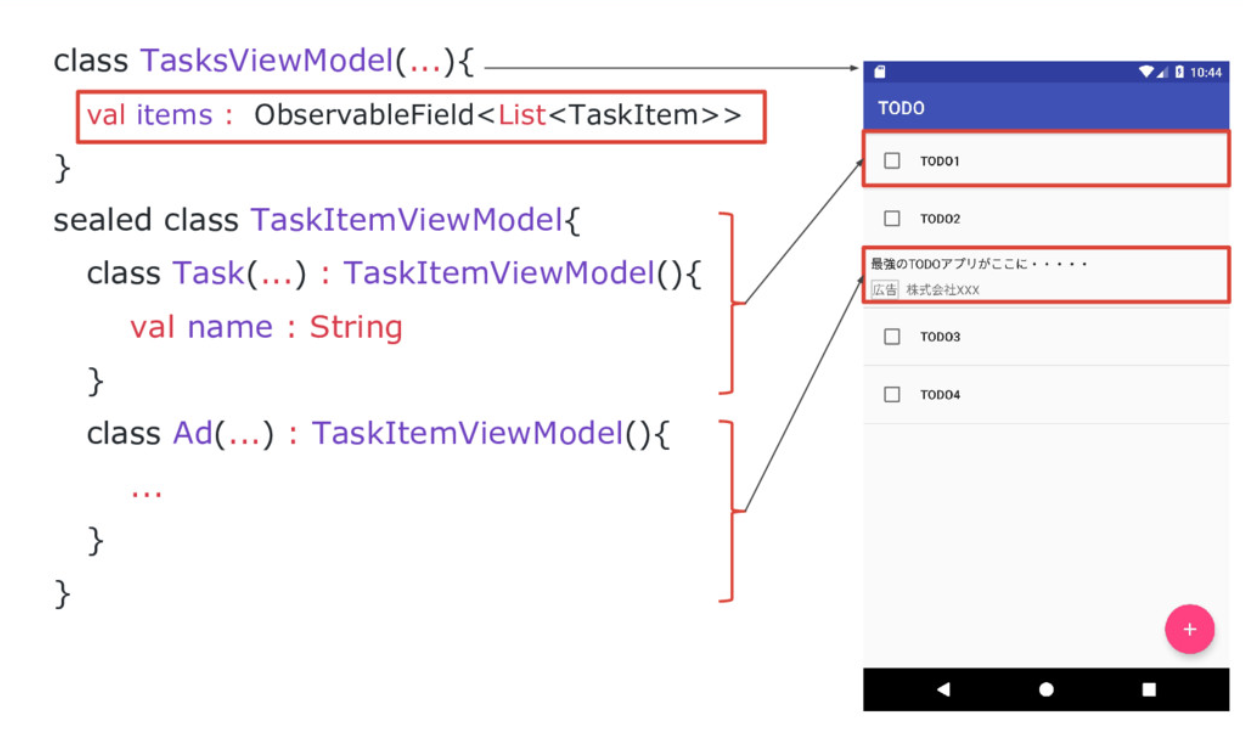 class TasksViewModel(...){
val items : ObservableField<List<TaskItem>>
}
sealed class TaskItemViewModel{
class Task(...) : TaskItemViewModel(){
val name : String
}
class Ad(...) : TaskItemViewModel(){
...
}
}
10:44
TODO
TODO1
TODO2
最強のTODOアプリがここに・・・・・
広告 株式会社XXX
TODO3
TODO4
+